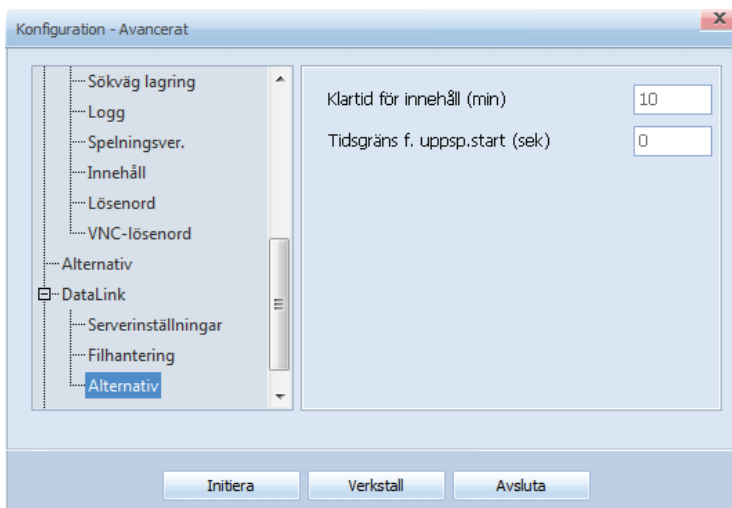 Konfiguration - Avancerat
Sökväg lagring
Logg
Spelningsver.
Innehåll
Lösenord
VNC-lösenord
Alternativ
DataLink
Serverinställningar
Filhantering
Alternativ
Klartid för innehåll (min)
10
Tidsgräns f. uppsp.start (sek)
0
Initiera
Verkstall
Avsluta